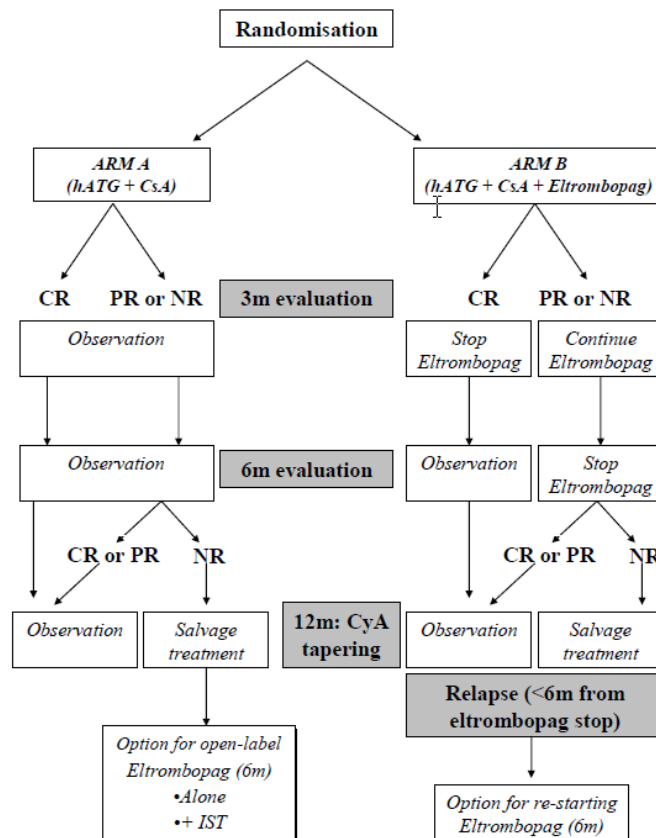 Randomisation
ARM A
(hATG + CsA)
ARM B
(hATG + CsA + Eltrombopag)
CR
PR or NR
3m evaluation
CR
PR or NR
Observation
Stop
Eltrombopag
Continue
Eltrombopag
Observation
6m evaluation
Observation
Stop
Eltrombopag
CR or PR
NR
CR or PR
NR
Observation
Salvage
treatment
12m: CyA
tapering
Observation
Salvage
treatment
Relapse (<6m from
eltrombopag stop)
Option for open-label
Eltrombopag (6m)
•Alone
•+ IST
Option for re-starting
Eltrombopag (6m)